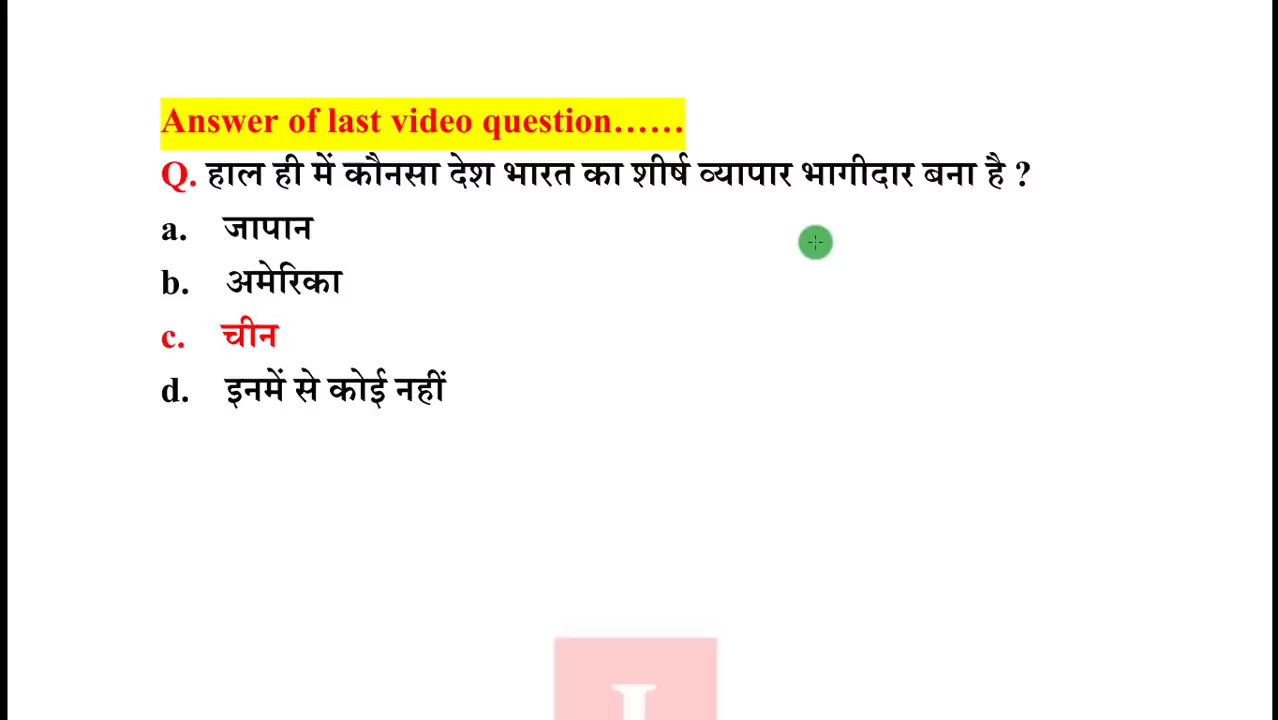 Answer of last video question......
Q. हाल ही में कौनसा देश भारत का शीर्ष व्यापार भागीदार बना है ?
a. जापान
b. अमेरिका
c. चीन
d. इनमें से कोई नहीं